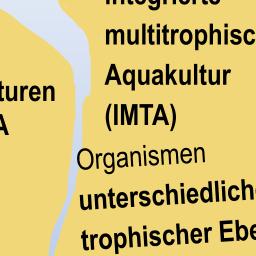 multitrophisc
Aquakultur
(IMTA)
turen
A
Organismen
unterschiedlich
trophischer Ebe